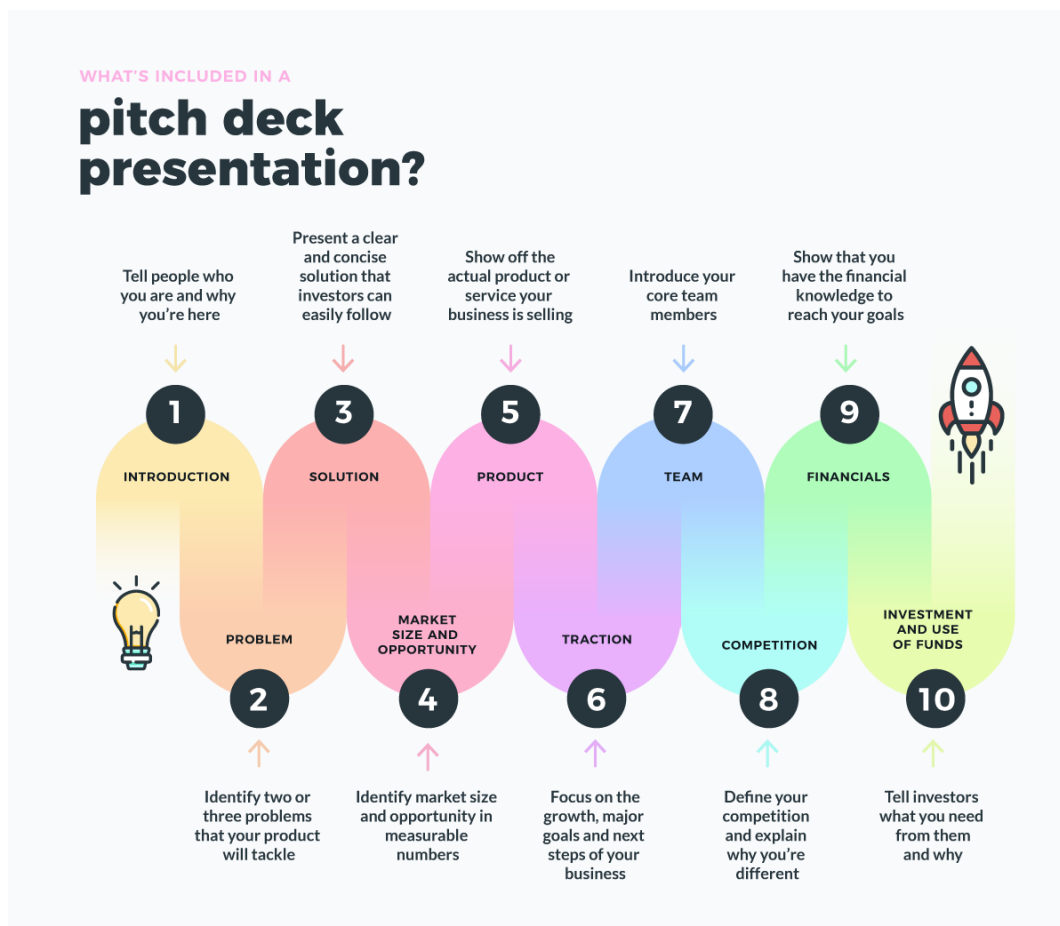 WHAT'S INCLUDED IN A
pitch deck
presentation?
Tell people who
you are and why
you're here
1
INTRODUCTION
PROBLEM
2
Identify two or
three problems
that your product
will tackle
Present a clear
and concise
solution that
investors can
easily follow
3
SOLUTION
MARKET
SIZE AND
OPPORTUNITY
4
Identify market size
and opportunity in
measurable
numbers
Show off the
actual product or
service your
business is selling
5
PRODUCT
TRACTION
6
Focus on the
growth, major
goals and next
steps of your
business
Introduce your
core team
members
7
TEAM
COMPETITION
8
Define your
competition
and explain
why you're
different
Show that you
have the financial
knowledge to
reach your goals
9
FINANCIALS
INVESTMENT
AND USE
OF FUNDS
10
Tell investors
what you need
from them
and why